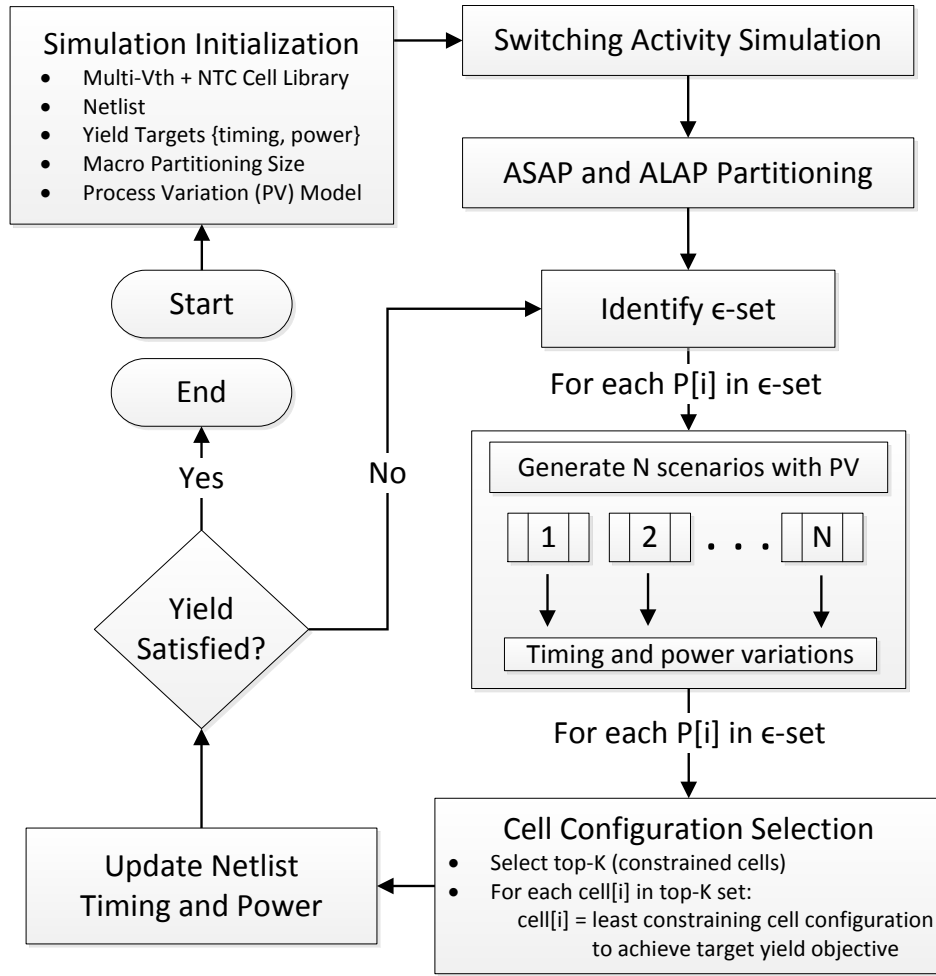 Simulation Initialization
• Multi-Vth + NTC Cell Library
• Netlist
• Yield Targets {timing, power}
• Macro Partitioning Size
• Process Variation (PV) Model
Start
End
Yes
No
Yield
Satisfied?
Update Netlist
Timing and Power
Switching Activity Simulation
ASAP and ALAP Partitioning
Identify ϵ-set
For each P[i] in ϵ-set
Generate N scenarios with PV
1 2 . . . N
Timing and power variations
For each P[i] in ϵ-set
Cell Configuration Selection
• Select top-K (constrained cells)
• For each cell[i] in top-K set:
cell[i] = least constraining cell configuration
to achieve target yield objective